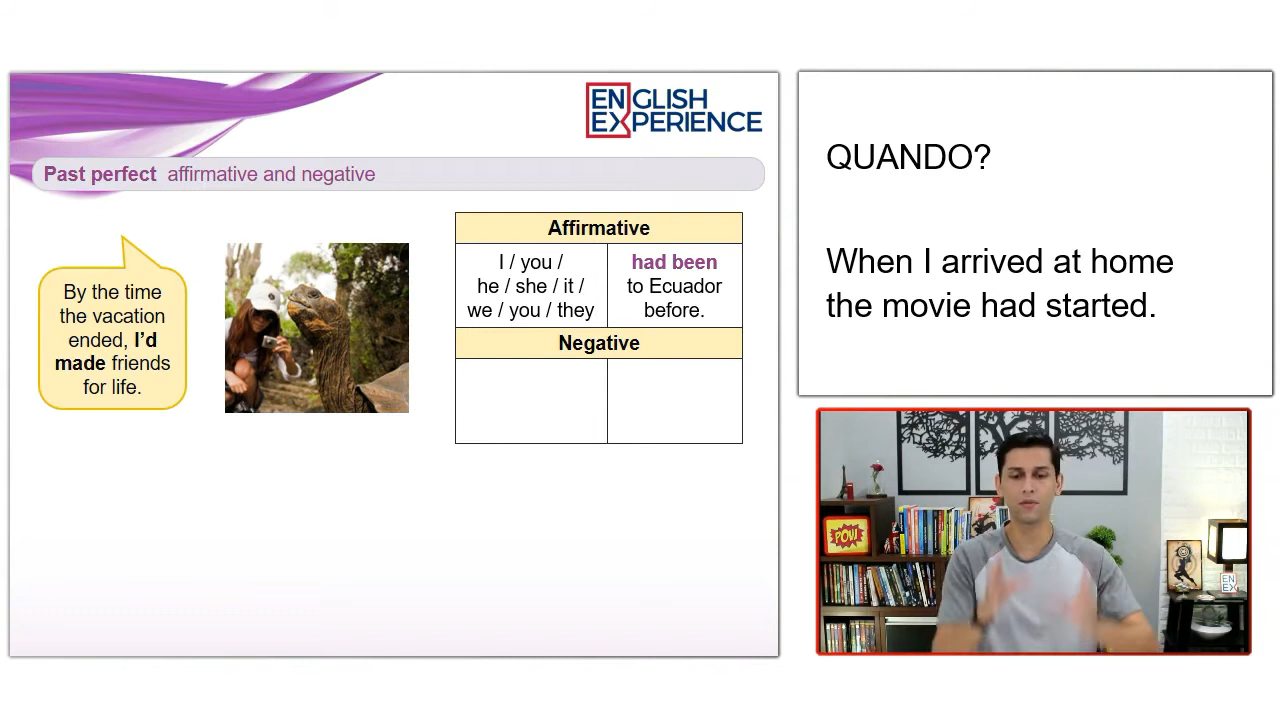 ENGLISH
EXPERIENCE
Past perfect affirmative and negative
By the time
the vacation
ended, I’d
made friends
for life.
Affirmative
I / you /
he / she / it /
we / you / they
had been
to Ecuador
before.
Negative
QUANDO?
When I arrived at home
the movie had started.
POW!
EN
EX